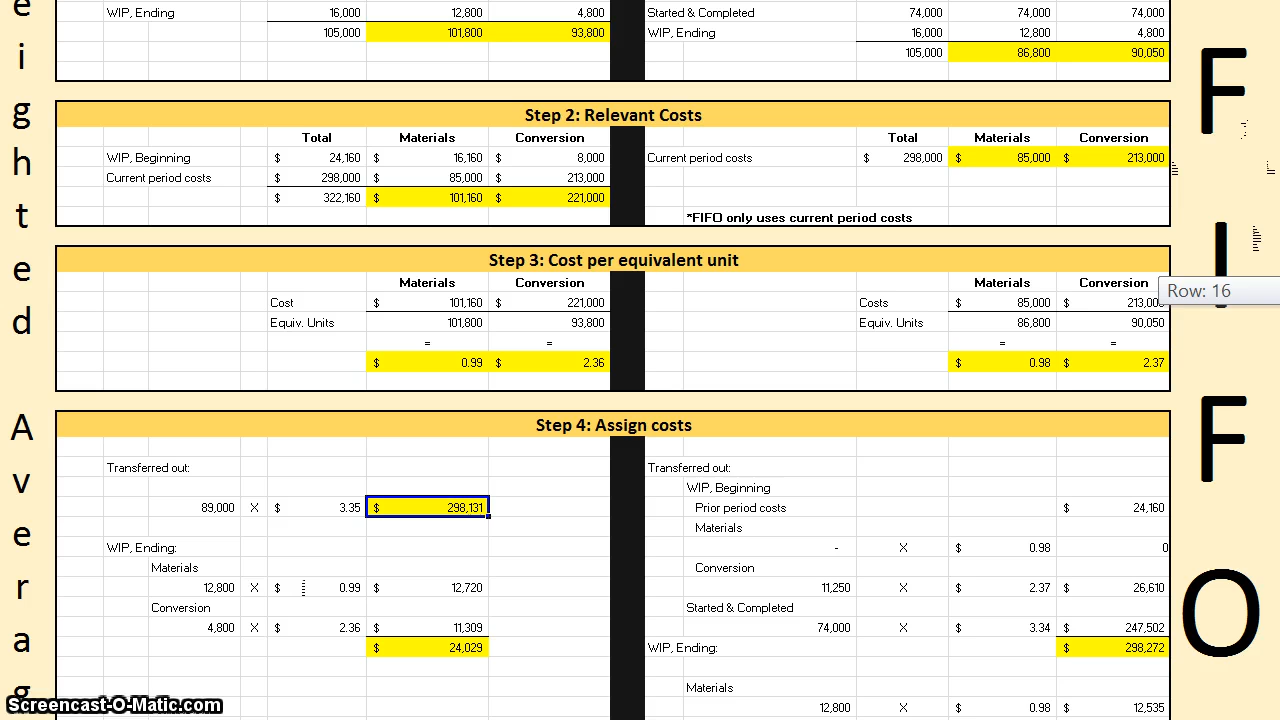 WIP, Ending 16,000 12,800 4,800
105,000 101,800 93,800
Started & Completed 74,000 74,000 74,000
WIP, Ending 16,000 12,800 4,800
105,000 86,800 90,050
Step 2: Relevant Costs
Total Materials Conversion
WIP, Beginning $ 24,160 $ 16,160 $ 8,000
Current period costs $ 298,000 $ 85,00 $ 213,000
$ 322,160 $ 101,160 $ 221,000
Total Materials Conversion
Current period costs $ 298,000 $ 85,000 $ 213,000
*FIFO only uses current period costs
Step 3: Cost per equivalent unit
Materials Conversion
Cost $ 101,160 221,000
Equiv. Units 101,800 93,800
= =
$ 0.99 $ 2.36
Materials Conversion
Costs $ 85,000 $ 213,000
Equiv. Units 86,800 90,050
= =
$ 0.98 $ 2.37
Row: 16
Step 4: Assign costs
Transferred out:
89,000 X $ 3.35 $ 298,131
WIP, Ending:
Materials
12,800 X $ 0.99 $ 12,720
Conversion
4,800 X $ 2.36 $ 11,309
$ 24,029
Transferred out:
WIP, Beginning
Prior period costs $ 24,160
Materials
- X $ 0.98 0
Conversion
11,250 X $ 2.37 $ 26,610
Started & Completed
74,000 X $ 3.34 $ 247,502
WIP, Ending: $ 298,272
Materials
12,800 X $ 0.98 $ 12,535
e
i
g
h
t
e
d
A
v
e
r
a
g
F
I
F
O
Screencast-O-Matic.com